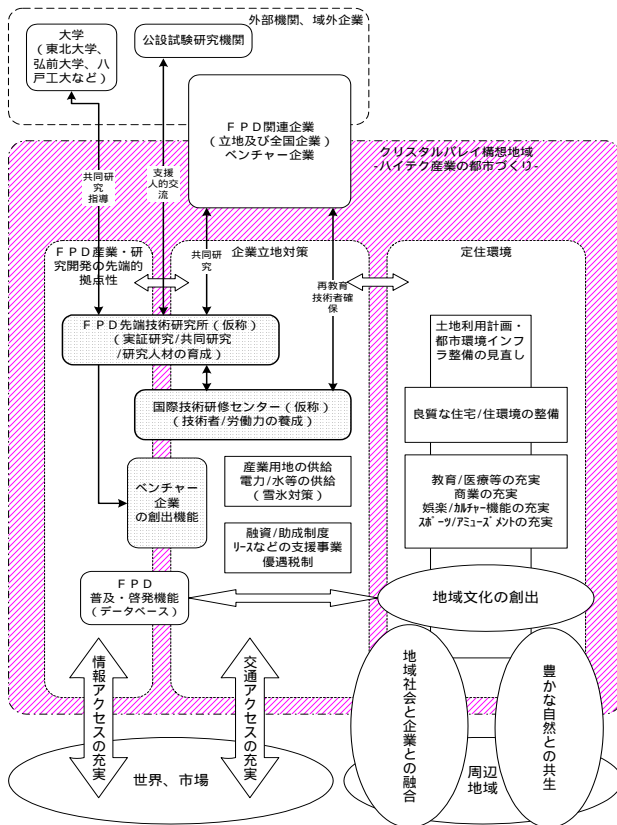 外部機関、域外企業
大学
(東北大学、
弘前大学、八
戸工大など)
公設試験研究機関
FPD関連企業
(立地及び全国企業)
ベンチャー企業
クリスタルバレイ構想地域
-ハイテク産業の都市づくり-
共同研
究
指導
支援
人的交
流
FPD産業・研
究開発の先端的
拠点性
企業立地対策
定住環境
共同研
究
再教育
技術者確
保
FPD先端技術研究所(仮称)
(実証研究/共同研究
/研究人材の育成)
国際技術研修センター(仮称)
(技術者/労働力の養成)
土地利用計画・
都市環境インフ
ラ整備の見直し
良質な住宅/住環境の整備
ベンチャー
企業
の創出機能
産業用地の供給
電力/水等の供給
(雪氷対策)
教育/医療等の充実
商業の充実
娯楽/カルチャー機能の充実
スポーツ/アミューズメントの充実
融資/助成制度
リースなどの支援事業
優遇税制
FPD
普及・啓発機能
(データベース)
地域文化の創出
情報アクセスの充実
交通アクセスの充実
地域社会と企業との融合
豊かな自然との共生
世界、市場
周辺
地域